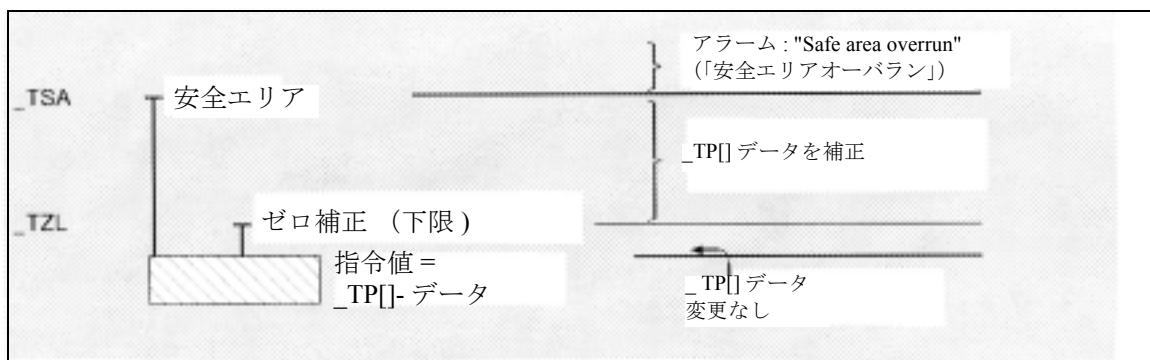 アラーム : "Safe area overrun"
(「安全エリアオーバラン」)
_TSA
安全エリア
_TP[] データを補正
_TZL
ゼロ補正 (下限 )
指令値 =
_TP[]- データ
_ TP[] データ
変更なし